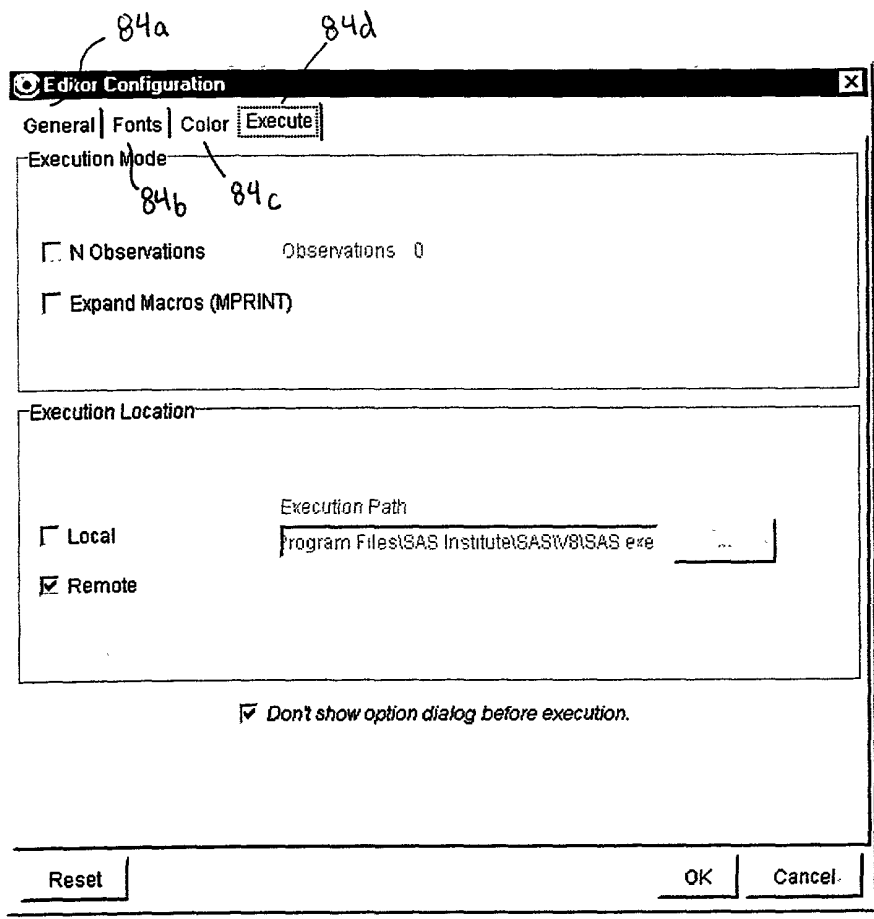 84a 84d
Editor Configuration
General Fonts Color Execute
Execution Mode
84b 84c
N Observations Observations 0
Expand Macros (MPRINT)
Execution Location
Execution Path
Local Program Files\SAS Institute\SAS\V8\SAS exe ...
Remote
Don't show option dialog before execution.
Reset OK Cancel